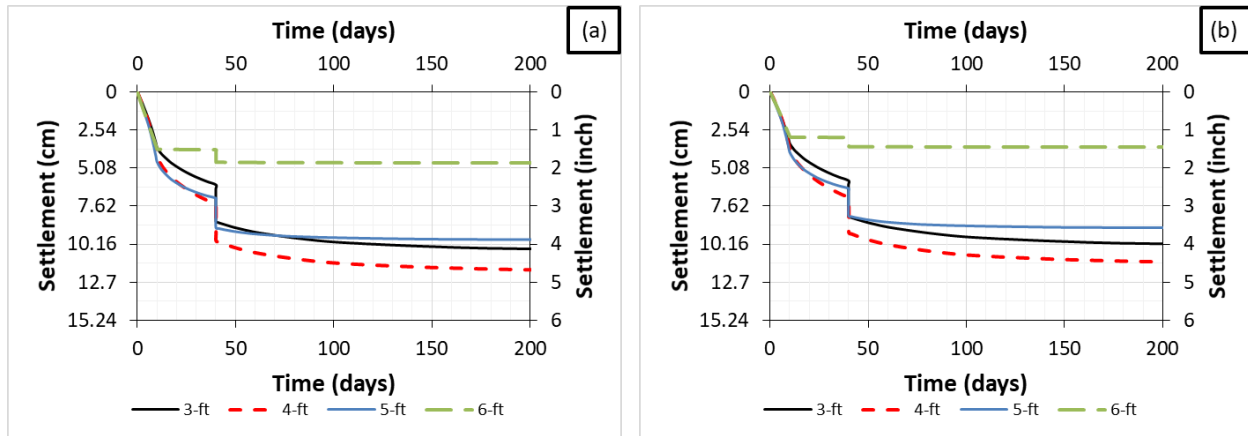 Time (days)
(a)
0 50 100 150 200
0 0
2.54 1
5.08 2
7.62 3
10.16 4
12.7 5
15.24 6
Settlement (cm)
Settlement (inch)
0 50 100 150 200
Time (days)
3-ft 4-ft 5-ft 6-ft
Time (days)
(b)
0 50 100 150 200
0 0
2.54 1
5.08 2
7.62 3
10.16 4
12.7 5
15.24 6
Settlement (cm)
Settlement (inch)
0 50 100 150 200
Time (days)
3-ft 4-ft 5-ft 6-ft